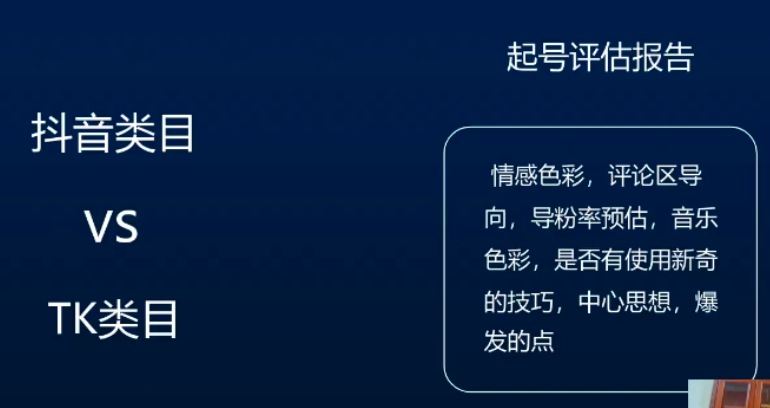 起号评估报告
抖音类目
VS
TK类目
情感色彩，评论区导
向，导粉率预估，音乐
色彩，是否有使用新奇
的技巧，中心思想，爆
发的点